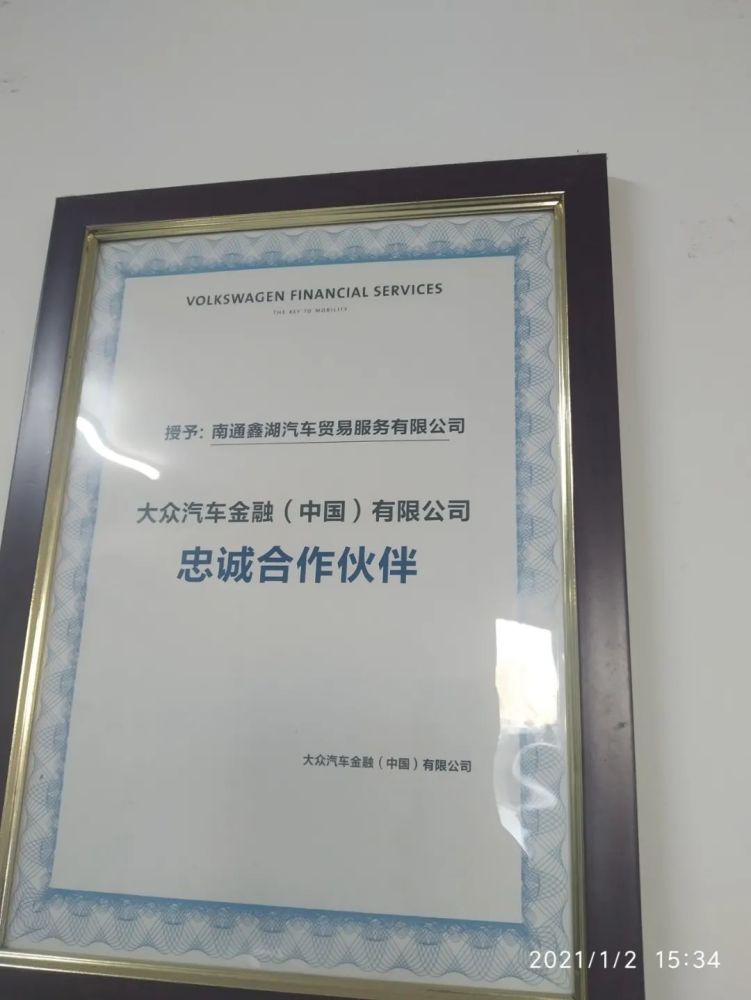 VOLKSWAGEN FINANCIAL SERVICES
THE KEY TO MOBILITY
授予: 南通鑫湖汽车贸易服务有限公司
大众汽车金融（中国）有限公司
忠诚合作伙伴
大众汽车金融（中国）有限公司
2021/1/2 15:34